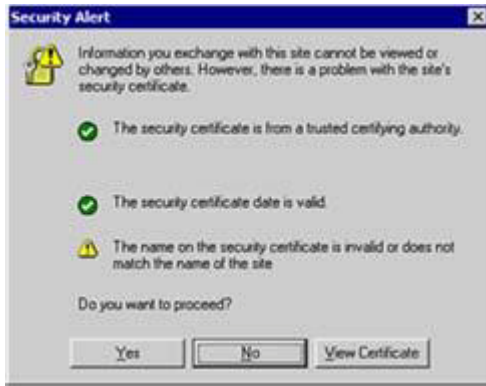 Security Alert
Information you exchange with this site cannot be viewed or
changed by others. However, there is a problem with the site's
security certificate.
The security certificate is from a trusted certifying authority.
The security certificate date is valid.
The name on the security certificate is invalid or does not
match the name of the site
Do you want to proceed?
Yes
No
View Certificate